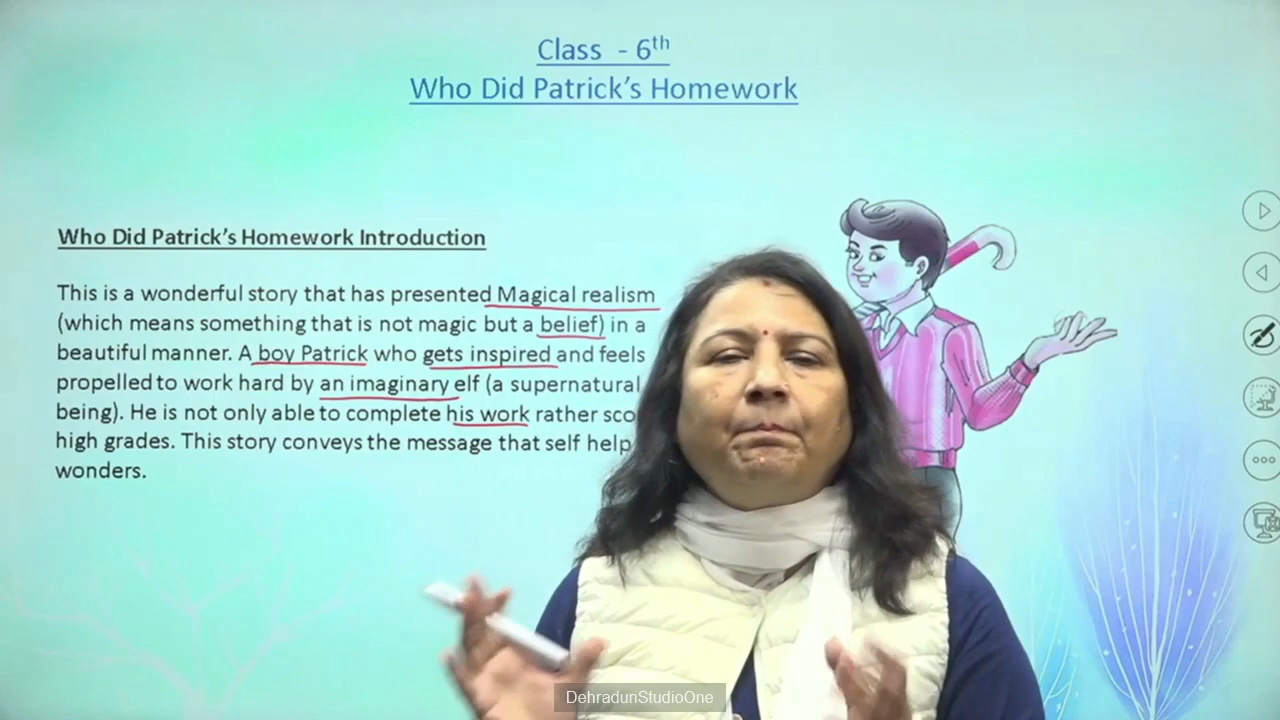 Class - 6th
Who Did Patrick's Homework
Who Did Patrick's Homework Introduction
This is a wonderful story that has presented Magical realism
(which means something that is not magic but a belief) in a
beautiful manner. A boy Patrick who gets inspired and feels
propelled to work hard by an imaginary elf (a supernatural
being). He is not only able to complete his work rather
high grades. This story conveys the message that self help
wonders.
DehradunStudioOne